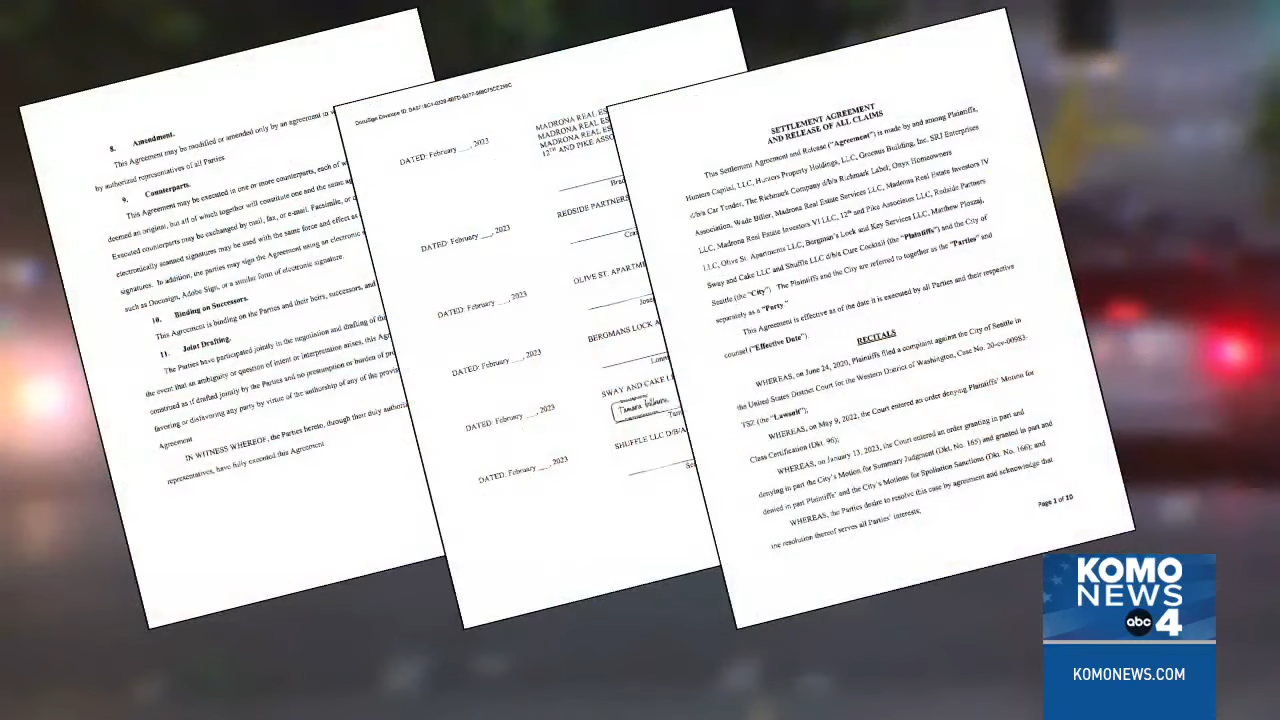 8. Amendment.
This Agreement may be modified or amended only by an agreement in
by authorized representatives of all Parties.
9. Counterparts.
This Agreement may be executed in one or more counterparts, each of
deemed an original, but all of which together will constitute one and the same
Executed counterparts may be exchanged by mail, fax, or e-mail. Facsimile, or
electronically scanned signatures may be used with the same force and effect as
signatures. In addition, the parties may sign the Agreement using an electronic
such as Docusign, Adobe Sign, or a similar form of electronic signature.
10. Binding on Successors.
This Agreement is binding on the Parties and their heirs, successors, and
11. Joint Drafting.
The Parties have participated jointly in the negotiation and drafting of
the event that an ambiguity or question of intent or interpretation arises, this
construed as if drafted jointly by the Parties and no presumption or burden of
favoring or disfavoring any party by virtue of the authorship of any of the
Agreement
IN WITNESS WHEREOF, the Parties hereto, through their duly
representatives, have fully executed this Agreement
DocuSign Envelope ID:
MADRONA REAL
MADRONA REAL
MADRONA REAL
12TH AND PIKE
DATED: February ___, 2023
REDSIDE PARTNERS
DATED: February ___, 2023
OLIVE ST.
DATED: February ___, 2023
BERGMANS LOCK
DATED: February ___, 2023
SWAY AND CAKE
DATED: February ___, 2023
SHUFFLE LLC D/B/A
DATED: February ___, 2023
SETTLEMENT AGREEMENT
AND RELEASE OF ALL CLAIMS
This Settlement Agreement and Release ("Agreement") is made by and among Plaintiffs,
Hunters Capital, LLC, Hunters Property Holdings, LLC, Greenus Building, Inc. SRJ Enterprises
d/b/a Car Tender, The Richmark Company d/b/a Richmark Label, Onyx Homeowners
Association, Wade Biller, Madrona Real Estate Services LLC, Madrona Real Estate Investors IV
LLC, Madrona Real Estate Investors VI LLC, 12th and Pike Associates LLC, Redside Partners
LLC, Olive St. Apartments LLC, Bergman's Lock and Key Services LLC, Matthew Ploszaj,
Sway and Cake LLC and Shuffle LLC d/b/a Cure Cocktail (the "Plaintiffs") and the City of
Seattle (the "City"). The Plaintiffs and the City are referred to together as the "Parties" and
separately as a "Party."
This Agreement is effective as of the date it is executed by all Parties and their respective
counsel ("Effective Date").
RECITALS
WHEREAS, on June 24, 2020, Plaintiffs filed a complaint against the City of Seattle in
the United States District Court for the Western District of Washington, Case No. 20-cv-00983-
TSZ (the "Lawsuit");
WHEREAS, on May 9, 2022, the Court entered an order denying Plaintiffs' Motion for
Class Certification (Dkt. 96);
WHEREAS, on January 13, 2023, the Court entered an order granting in part and
denying in part the City's Motion for Summary Judgment (Dkt. No. 165) and granted in part and
denied in part Plaintiffs' and the City's Motions for Spoliation Sanctions (Dkt. No. 166); and
WHEREAS, the Parties desire to resolve this case by agreement and acknowledge that
the resolution thereof serves all Parties' interests;
Page 1 of 10
KOMO
NEWS
abc 4
KOMONEWS.COM